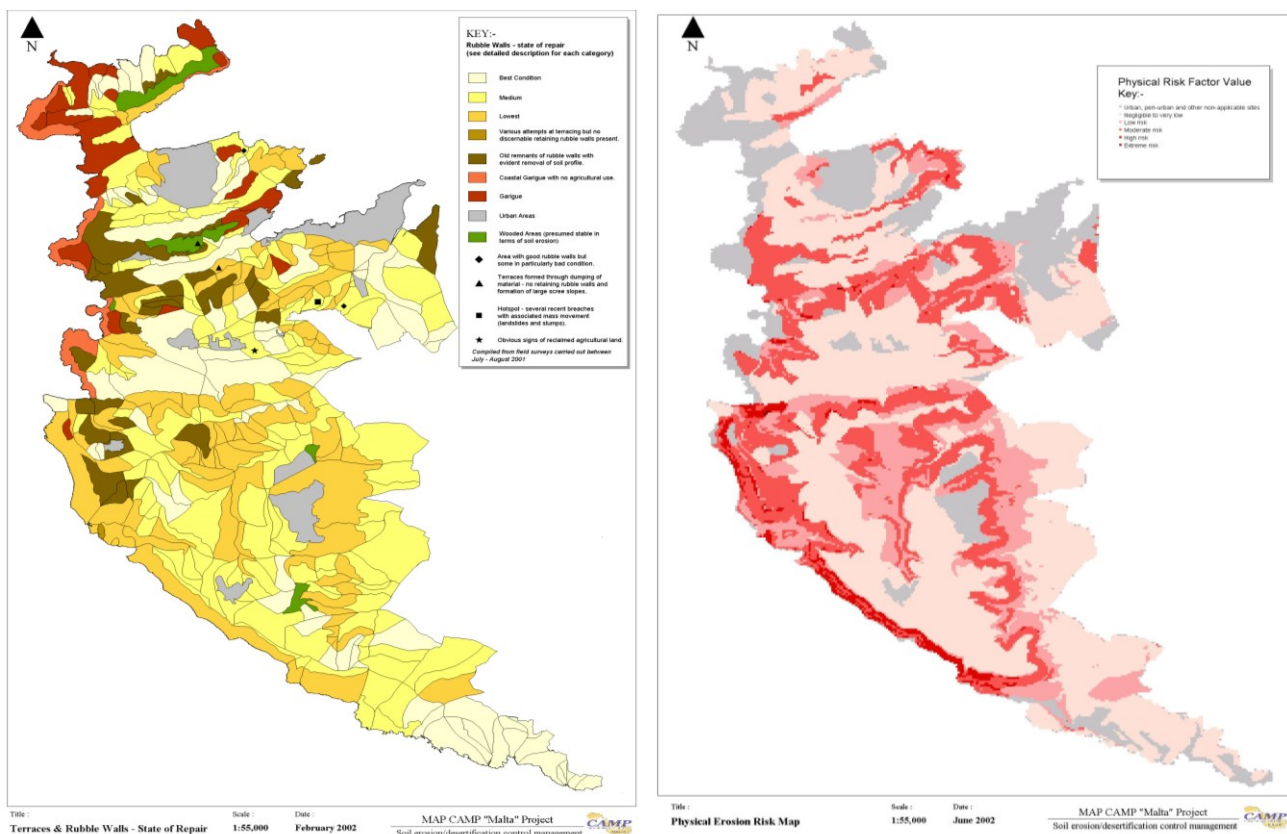 N
KEY:-
Rubble Walls - state of repair
(see detailed description for each category)
Best Condition
Medium
Lowest
Various attempts at terracing but no
discernable retaining rubble walls present.
Old remnants of rubble walls with
evident removal of soil profile.
Coastal Garigue with no agricultural use.
Garigue
Urban Areas
Wooded Areas (presumed stable in
terms of soil erosion)
Area with good rubble walls but
some in particularly bad condition.
Terraces formed through dumping of
material - no retaining rubble walls and
formation of large scree slopes.
Hotspot - several recent breaches
with associated mass movement
(landslides and slumps).
Obvious signs of reclaimed agricultural land.
Compiled from field surveys carried out between
July - August 2001
Title :
Terraces & Rubble Walls - State of Repair
Scale :
1:55,000
Date :
February 2002
MAP CAMP "Malta" Project
Soil erosion/desertification control management
CAMP
N
Physical Risk Factor Value
Key:-
Urban, peri-urban and other non-applicable sites
Negligible to very low
Low risk
Moderate risk
High risk
Extreme risk
Title :
Physical Erosion Risk Map
Scale :
1:55,000
Date :
June 2002
MAP CAMP "Malta" Project
Soil erosion/desertification control management
CAMP